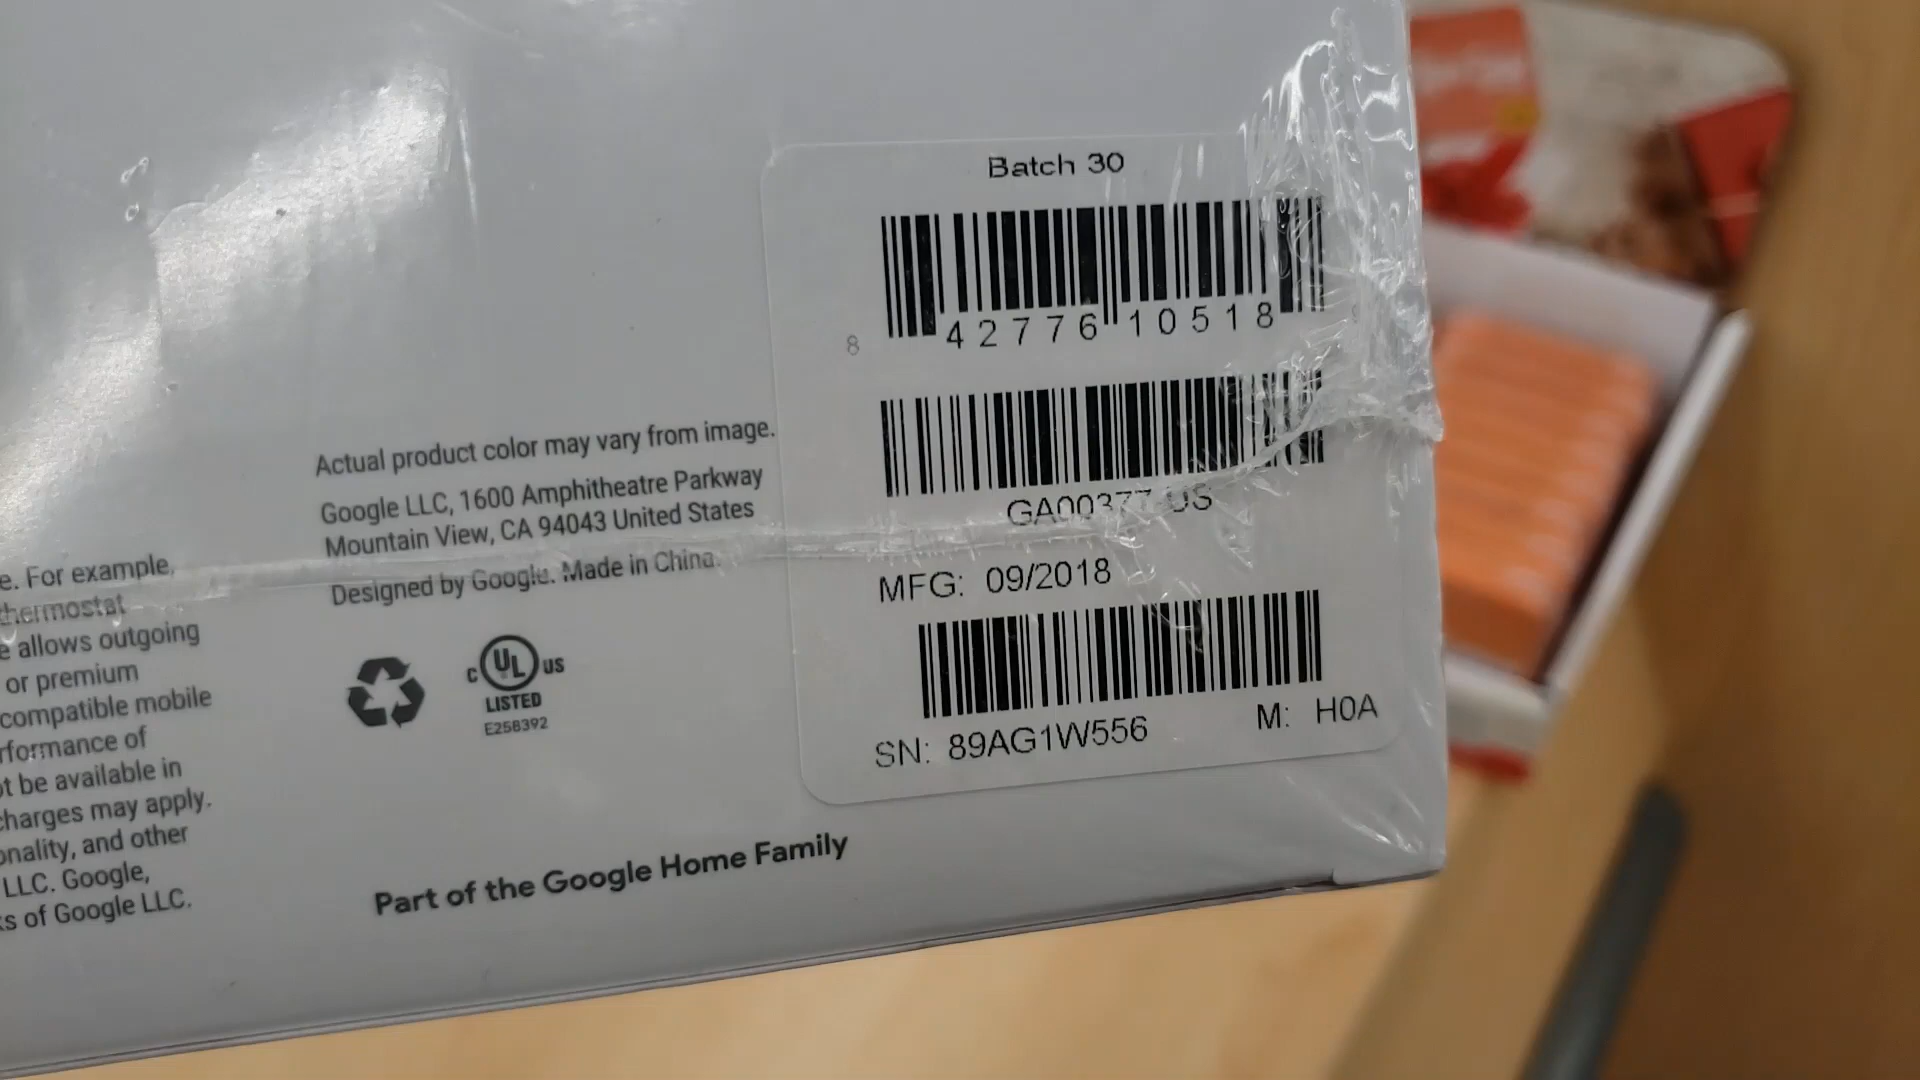 Batch 30
8 42776 10518
GA00377-US
MFG: 09/2018
SN: 89AG1W556 M: H0A
Actual product color may vary from image.
Google LLC, 1600 Amphitheatre Parkway
Mountain View, CA 94043 United States
Designed by Google. Made in China.
C UL US
LISTED
E258392
e. For example,
thermostat
e allows outgoing
or premium
compatible mobile
rformance of
ot be available in
charges may apply.
onality, and other
LLC. Google,
ks of Google LLC.
Part of the Google Home Family